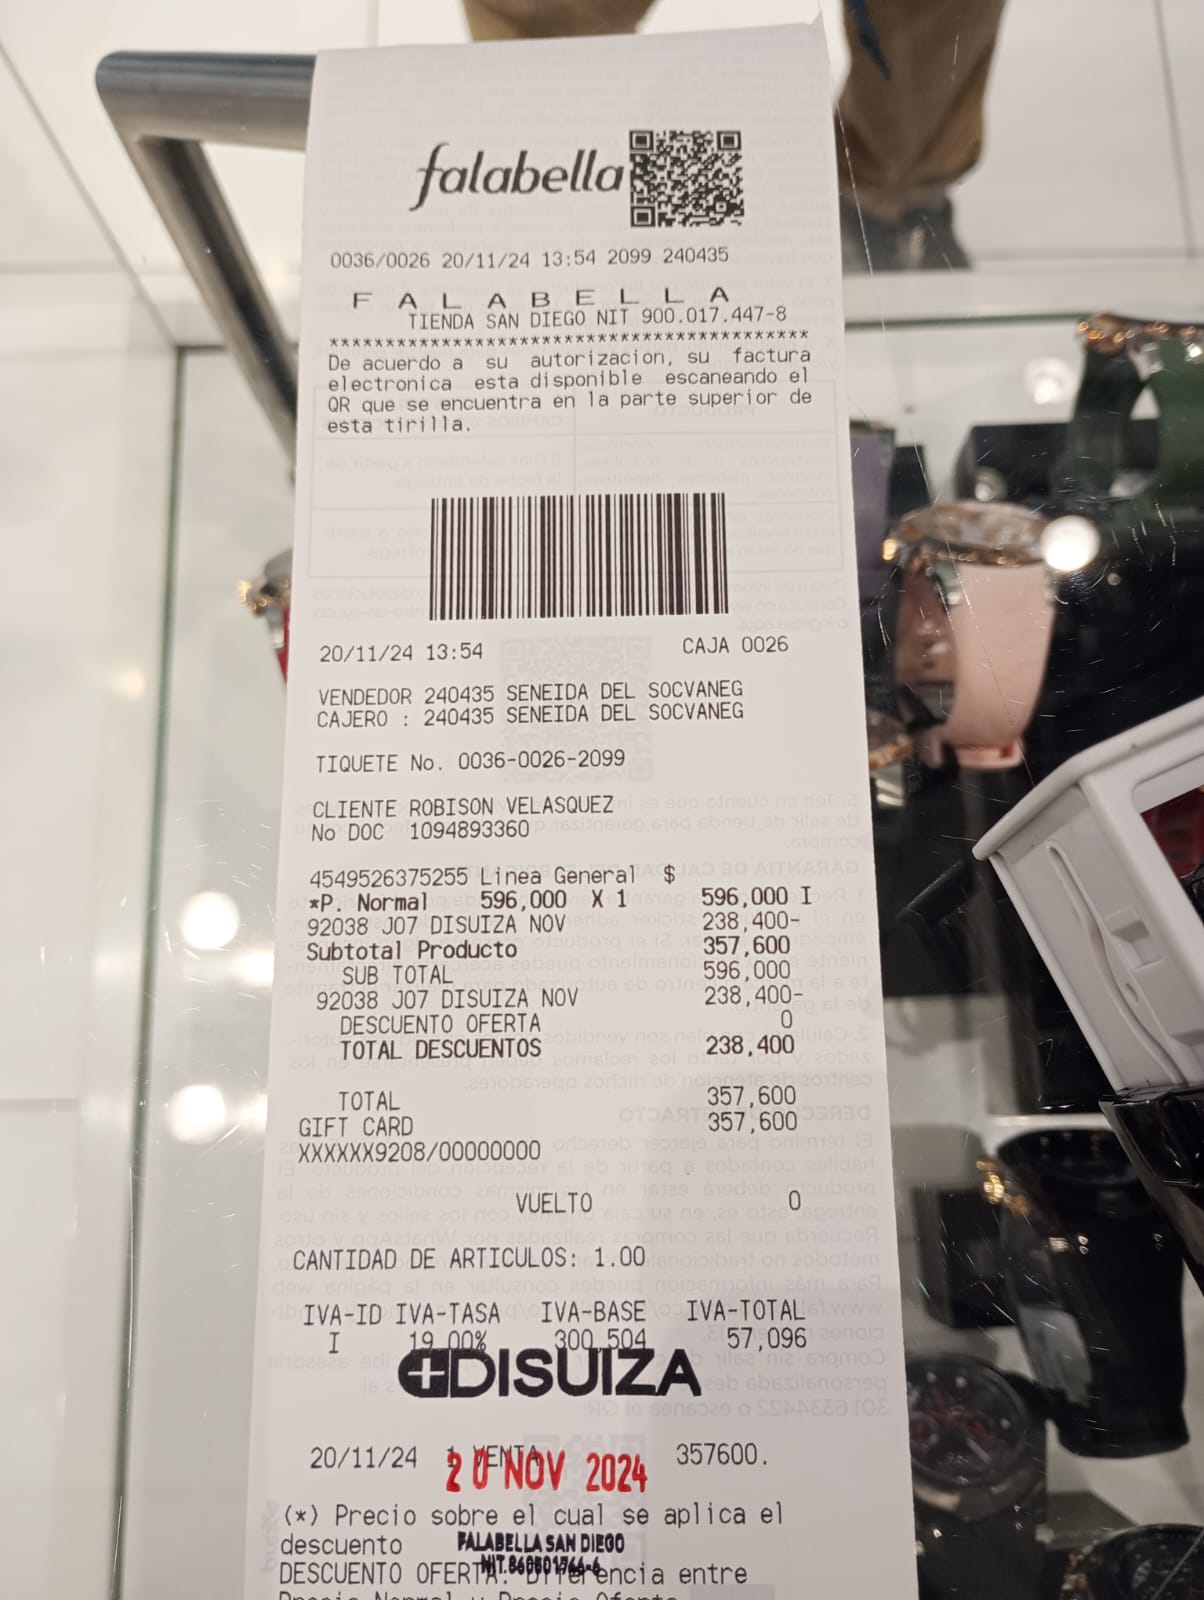 falabella
0036/0026 20/11/24 13:54 2099 240435
F A L A B E L L A
TIENDA SAN DIEGO NIT 900.017.447-8
******************************************
De acuerdo a su autorizacion, su factura
electronica esta disponible escaneando el
QR que se encuentra en la parte superior de
esta tirilla.
20/11/24 13:54 CAJA 0026
VENDEDOR 240435 SENEIDA DEL SOCVANEG
CAJERO : 240435 SENEIDA DEL SOCVANEG
TIQUETE No. 0036-0026-2099
CLIENTE ROBISON VELASQUEZ
No DOC 1094893360
4549526375255 Linea General $
*P. Normal 596,000 X 1 596,000 I
92038 J07 DISUIZA NOV 238,400-
Subtotal Producto 357,600
SUB TOTAL 596,000
92038 J07 DISUIZA NOV 238,400-
DESCUENTO OFERTA 0
TOTAL DESCUENTOS 238,400
TOTAL 357,600
GIFT CARD 357,600
XXXXXX9208/00000000
VUELTO 0
CANTIDAD DE ARTICULOS: 1.00
IVA-ID IVA-TASA IVA-BASE IVA-TOTAL
I 19.00% 300,504 57,096
DISUIZA
20/11/24 1 VENTA 357600.
20 NOV 2024
(*) Precio sobre el cual se aplica el
descuento
FALABELLA SAN DIEGO
DESCUENTO OFERTA: Diferencia entre
Precio Normal y Precio Oferta